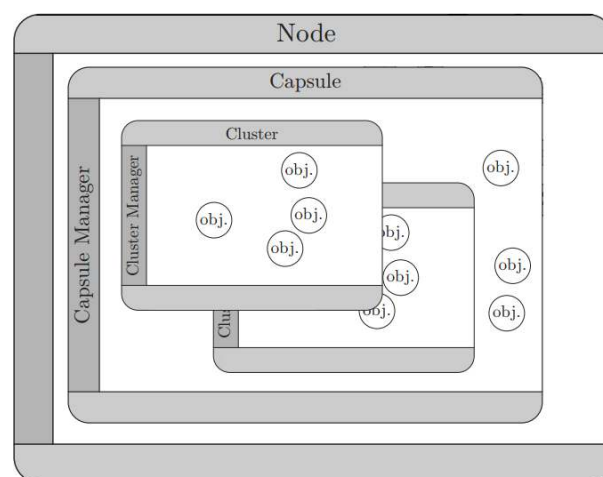 Node
Capsule
Capsule Manager
Cluster
Cluster Manager
obj.
obj.
obj.
obj.
obj.
obj.
obj.
obj.
obj.
obj.